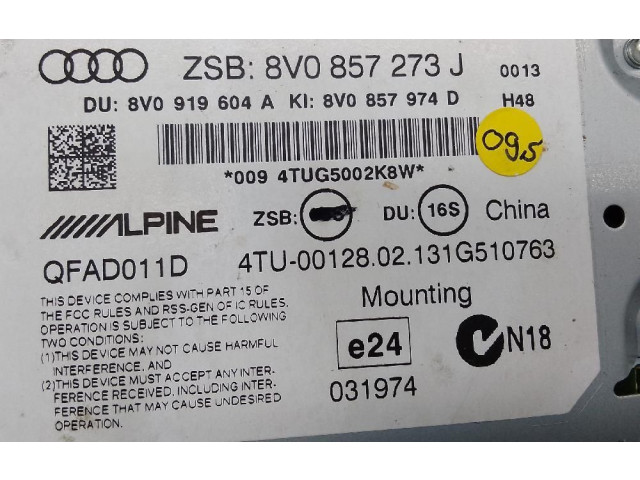 ZSB: 8V0 857 273 J 0013
DU: 8V0 919 604 A KI: 8V0 857 974 D H48
09.5
*009 4TUG5002K8W*
ALPINE ZSB: DU: 16S China
QFAD011D 4TU-00128.02.131G510763
THIS DEVICE COMPLIES WITH PART 15 OF
THE FCC RULES AND RSS-GEN OF IC RULES.
OPERATION IS SUBJECT TO THE FOLLOWING
TWO CONDITIONS:
(1)THIS DEVICE MAY NOT CAUSE HARMFUL
INTERFERENCE, AND
(2)THIS DEVICE MUST ACCEPT ANY INTER-
FERENCE RECEIVED, INCLUDING INTER-
FERENCE THAT MAY CAUSE UNDESIRED
OPERATION.
Mounting
e24 N18
031974